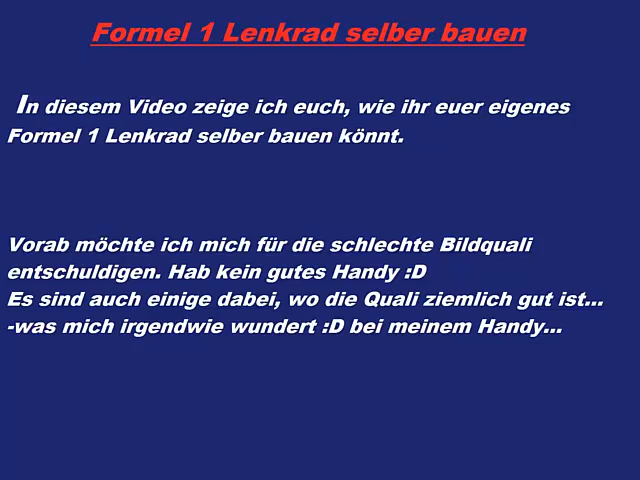 Formel 1 Lenkrad selber bauen
In diesem Video zeige ich euch, wie ihr euer eigenes
Formel 1 Lenkrad selber bauen könnt.
Vorab möchte ich mich für die schlechte Bildquali
entschuldigen. Hab kein gutes Handy :D
Es sind auch einige dabei, wo die Quali ziemlich gut ist...
-was mich irgendwie wundert :D bei meinem Handy...